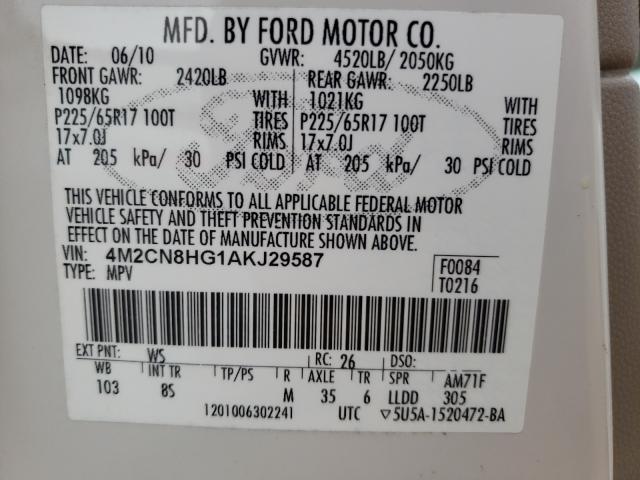 MFD. BY FORD MOTOR CO.
DATE: 06/10 GVWR: 4520LB/ 2050KG
FRONT GAWR: 2420LB REAR GAWR: 2250LB
1098KG WITH 1021KG WITH
P225/65R17 100T TIRES P225/65R17 100T TIRES
17x7.0J RIMS 17x7.0J RIMS
AT 205 kPa/ 30 PSI COLD AT 205 kPa/ 30 PSI COLD
THIS VEHICLE CONFORMS TO ALL APPLICABLE FEDERAL MOTOR
VEHICLE SAFETY AND THEFT PREVENTION STANDARDS IN
EFFECT ON THE DATE OF MANUFACTURE SHOWN ABOVE.
VIN: 4M2CN8HG1AKJ29587 F0084
TYPE: MPV T0216
EXT PNT: WS RC: 26 DSO:
WB INT TR TP/PS R AXLE TR SPR AM71F
103 8S M 35 6 LLDD 305
1201006302241 UTC ▽5U5A-1520472-BA
Ford